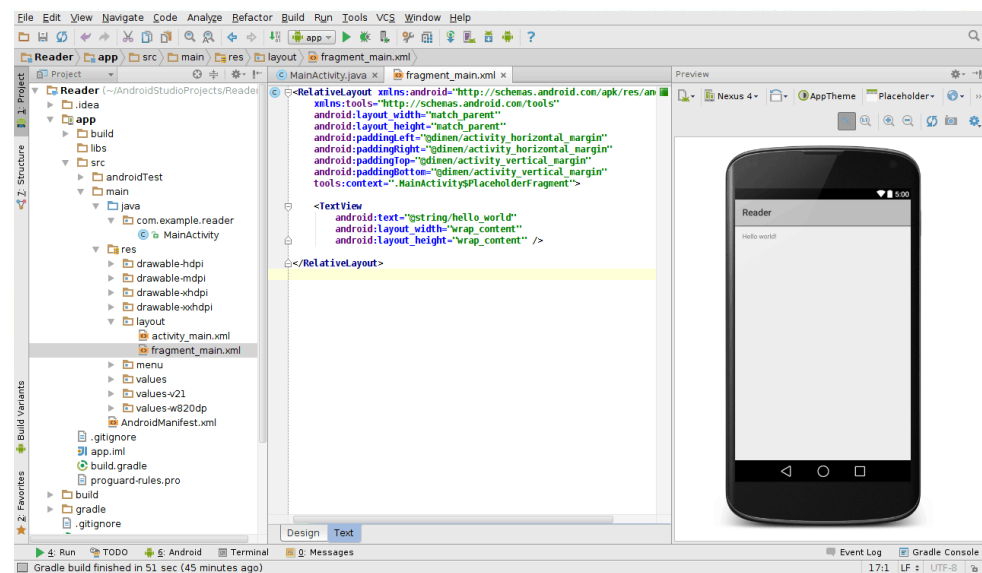 File Edit View Navigate Code Analyze Refactor Build Run Tools VCS Window Help
app
?
Reader app src main res layout fragment_main.xml
Project
MainActivity.java × fragment_main.xml ×
Preview
1: Project
Z: Structure
Build Variants
2: Favorites
Reader (~/AndroidStudioProjects/Reader
.idea
app
build
libs
src
androidTest
main
java
com.example.reader
MainActivity
res
drawable-hdpi
drawable-mdpi
drawable-xhdpi
drawable-xxhdpi
layout
activity_main.xml
fragment_main.xml
menu
values
values-v21
values-w820dp
AndroidManifest.xml
.gitignore
app.iml
build.gradle
proguard-rules.pro
build
gradle
.gitignore
<RelativeLayout xmlns:android="http://schemas.android.com/apk/res/an
xmlns:tools="http://schemas.android.com/tools"
android:layout_width="match_parent"
android:layout_height="match_parent"
android:paddingLeft="@dimen/activity_horizontal_margin"
android:paddingRight="@dimen/activity_horizontal_margin"
android:paddingTop="@dimen/activity_vertical_margin"
android:paddingBottom="@dimen/activity_vertical_margin"
tools:context=".MainActivity$PlaceholderFragment">
<TextView
android:text="@string/hello_world"
android:layout_width="wrap_content"
android:layout_height="wrap_content" />
</RelativeLayout>
Design Text
Nexus 4 AppTheme Placeholder
5:00
Reader
Hello world!
4: Run TODO 6: Android Terminal 0: Messages
Event Log Gradle Console
Gradle build finished in 51 sec (45 minutes ago)
17:1 LF UTF-8